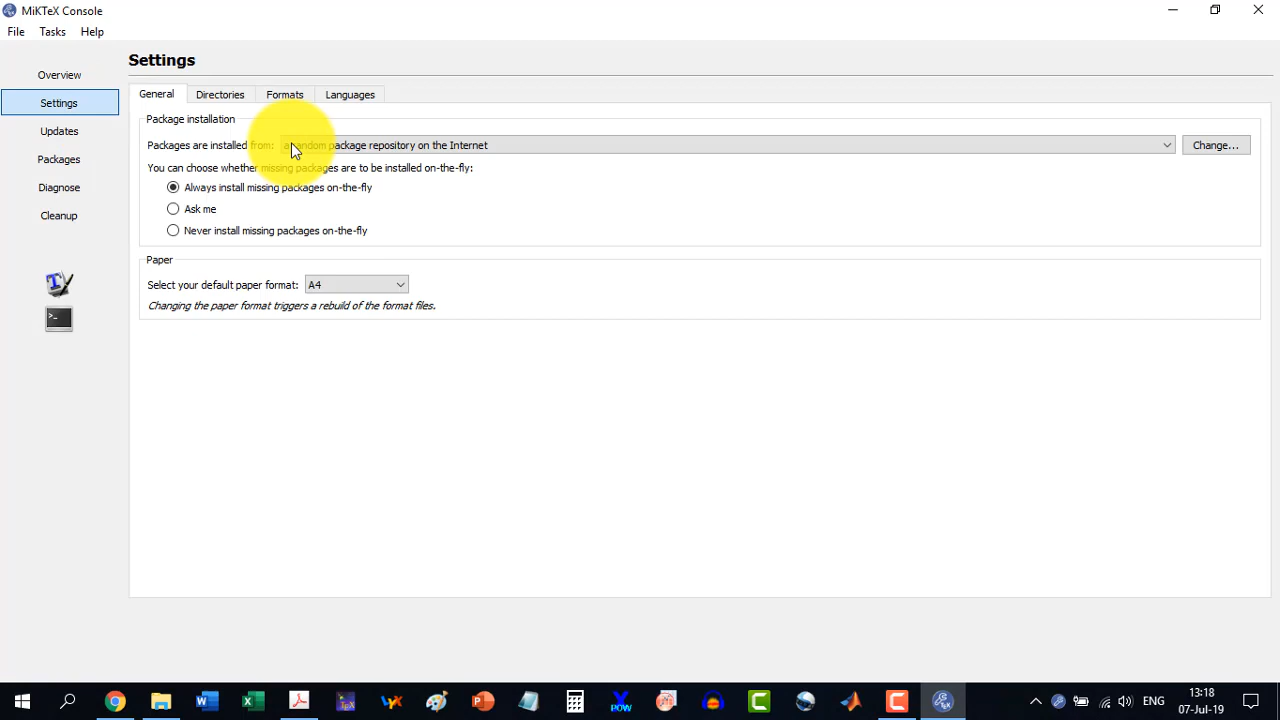 MiKTeX Console
File Tasks Help
Settings
Overview
Settings
Updates
Packages
Diagnose
Cleanup
General Directories Formats Languages
Package installation
Packages are installed from: a random package repository on the Internet Change...
You can choose whether missing packages are to be installed on-the-fly:
Always install missing packages on-the-fly
Ask me
Never install missing packages on-the-fly
Paper
Select your default paper format: A4
Changing the paper format triggers a rebuild of the format files.
ENG
13:18
07-Jul-19